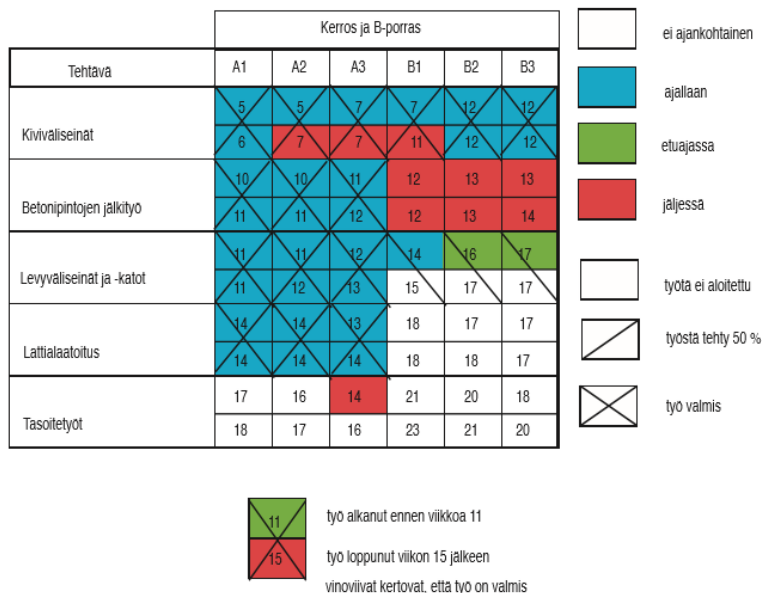 Kerros ja B-porras
Tehtävä A1 A2 A3 B1 B2 B3
Kiviväliseinät
5 5 7 7 12 12
6 7 7 11 12 12
Betonipintojen jälkityö
10 10 11 12 13 13
11 11 12 12 13 14
Levyväliseinät ja -katot
11 11 12 14 16 17
11 12 13 15 17 17
Lattialaatoitus
14 14 13 18 17 17
14 14 14 18 18 17
Tasoitetyöt
17 16 14 21 20 18
18 17 16 23 21 20
ei ajankohtainen
ajallaan
etuajassa
jäljessä
työtä ei aloitettu
työstä tehty 50 %
työ valmis
11 työ alkanut ennen viikkoa 11
15 työ loppunut viikon 15 jälkeen
vinoviivat kertovat, että työ on valmis